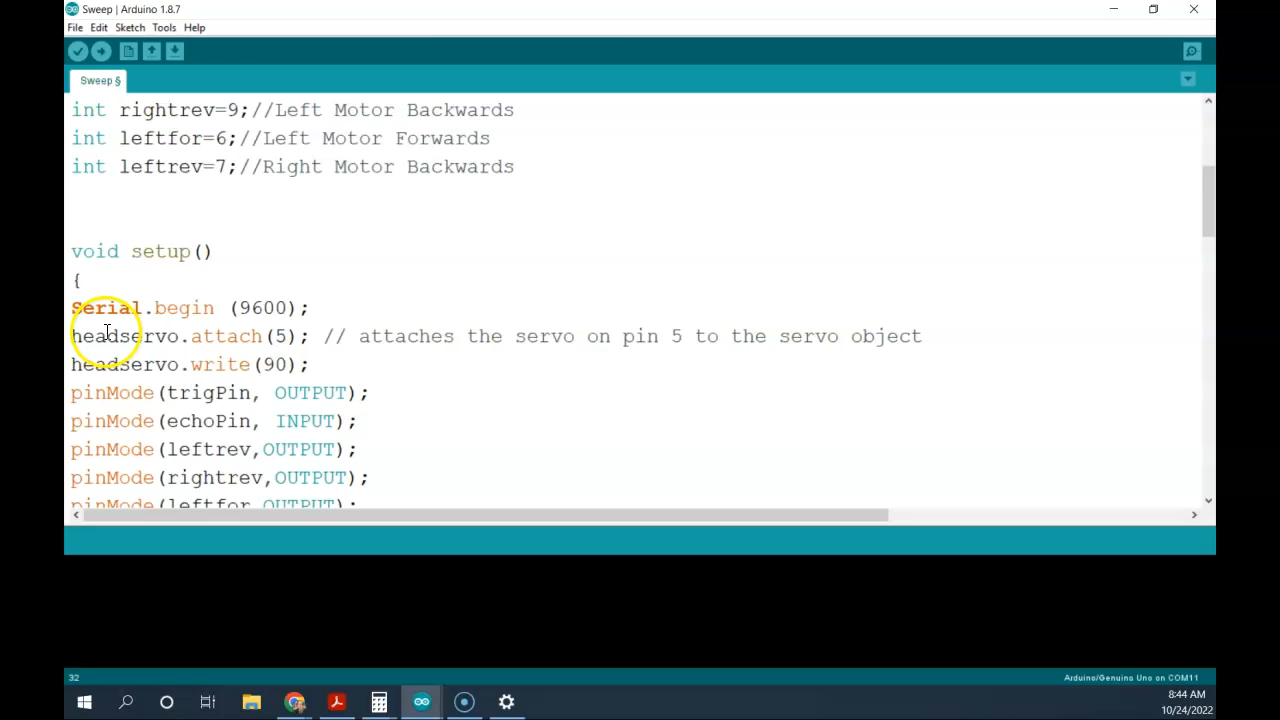 Sweep | Arduino 1.8.7
File Edit Sketch Tools Help
Sweep §
int rightrev=9;//Left Motor Backwards
int leftfor=6;//Left Motor Forwards
int leftrev=7;//Right Motor Backwards
void setup()
{
Serial.begin (9600);
headservo.attach(5); // attaches the servo on pin 5 to the servo object
headservo.write(90);
pinMode(trigPin, OUTPUT);
pinMode(echoPin, INPUT);
pinMode(leftrev,OUTPUT);
pinMode(rightrev,OUTPUT);
pinMode(leftfor,OUTPUT);
32
Arduino/Genuino Uno on COM11
8:44 AM
10/24/2022